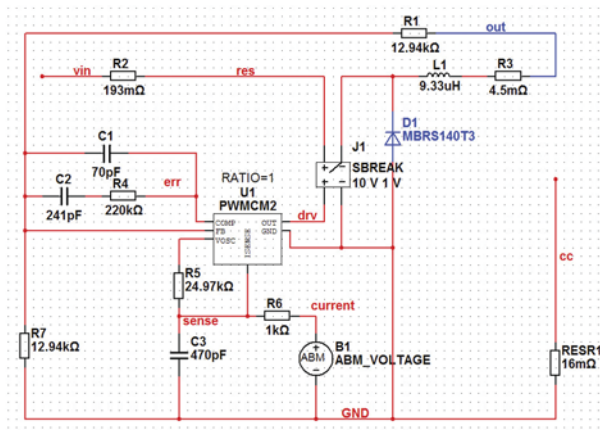 R1
out
12.94kΩ
vin
R2
res
193mΩ
L1
R3
9.33uH
4.5mΩ
D1
MBRS140T3
C1
70pF
J1
SBREAK
10 V 1 V
RATIO=1
U1
PWMCM2
C2
R4
err
241pF
220kΩ
drv
COMP
OUT
FB
GND
VOSC
ISENSE
R5
24.97kΩ
cc
sense
R6
current
1kΩ
R7
12.94kΩ
C3
470pF
B1
ABM
ABM_VOLTAGE
RESR1
16mΩ
GND